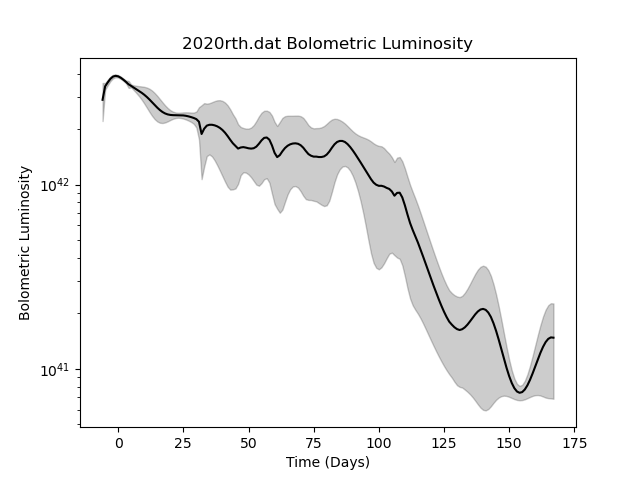 2020rth.dat Bolometric Luminosity
Bolometric Luminosity
10^42
10^41
0 25 50 75 100 125 150 175
Time (Days)